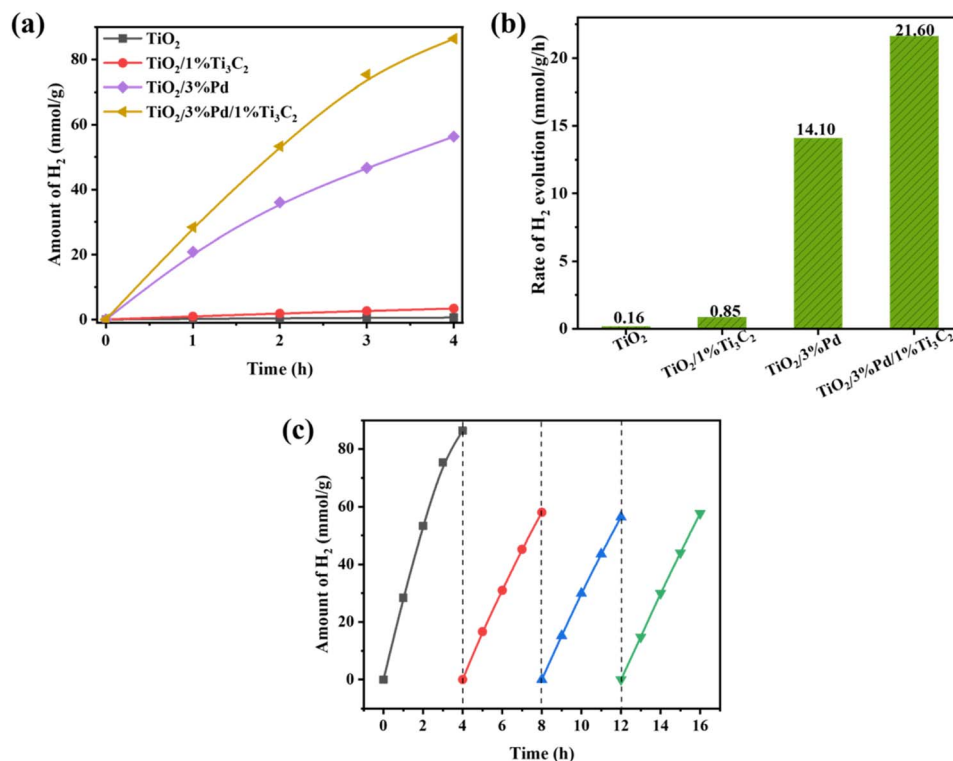 (a)
TiO₂
TiO₂/1%Ti₃C₂
TiO₂/3%Pd
TiO₂/3%Pd/1%Ti₃C₂
Amount of H₂ (mmol/g)
80
60
40
20
0
0 1 2 3 4
Time (h)
(b)
Rate of H₂ evolution (mmol/g/h)
20
15
10
5
0
0.16
0.85
14.10
21.60
TiO₂
TiO₂/1%Ti₃C₂
TiO₂/3%Pd
TiO₂/3%Pd/1%Ti₃C₂
(c)
Amount of H₂ (mmol/g)
80
60
40
20
0
0 2 4 6 8 10 12 14 16
Time (h)